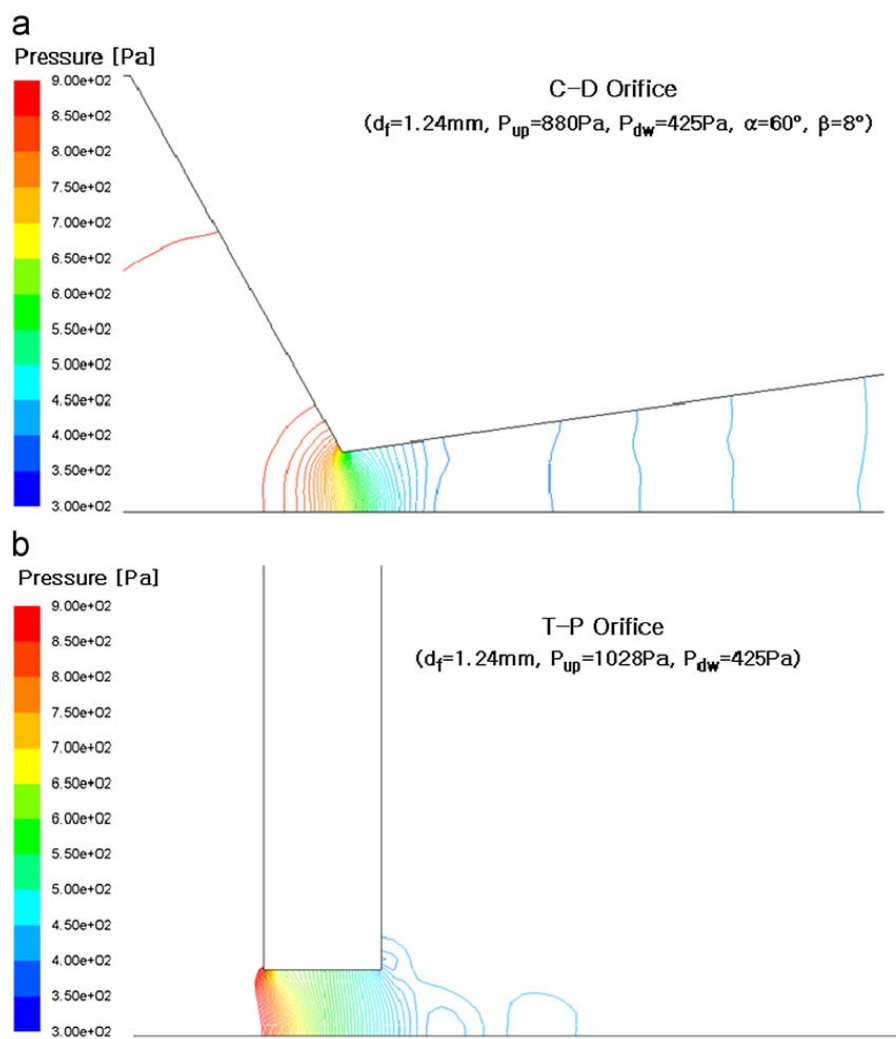 a
Pressure [Pa]
9.00e+02
8.50e+02
8.00e+02
7.50e+02
7.00e+02
6.50e+02
6.00e+02
5.50e+02
5.00e+02
4.50e+02
4.00e+02
3.50e+02
3.00e+02
C-D Orifice
(df=1.24mm, Pup=880Pa, Pdw=425Pa, α=60°, β=8°)
b
Pressure [Pa]
9.00e+02
8.50e+02
8.00e+02
7.50e+02
7.00e+02
6.50e+02
6.00e+02
5.50e+02
5.00e+02
4.50e+02
4.00e+02
3.50e+02
3.00e+02
T-P Orifice
(df=1.24mm, Pup=1028Pa, Pdw=425Pa)